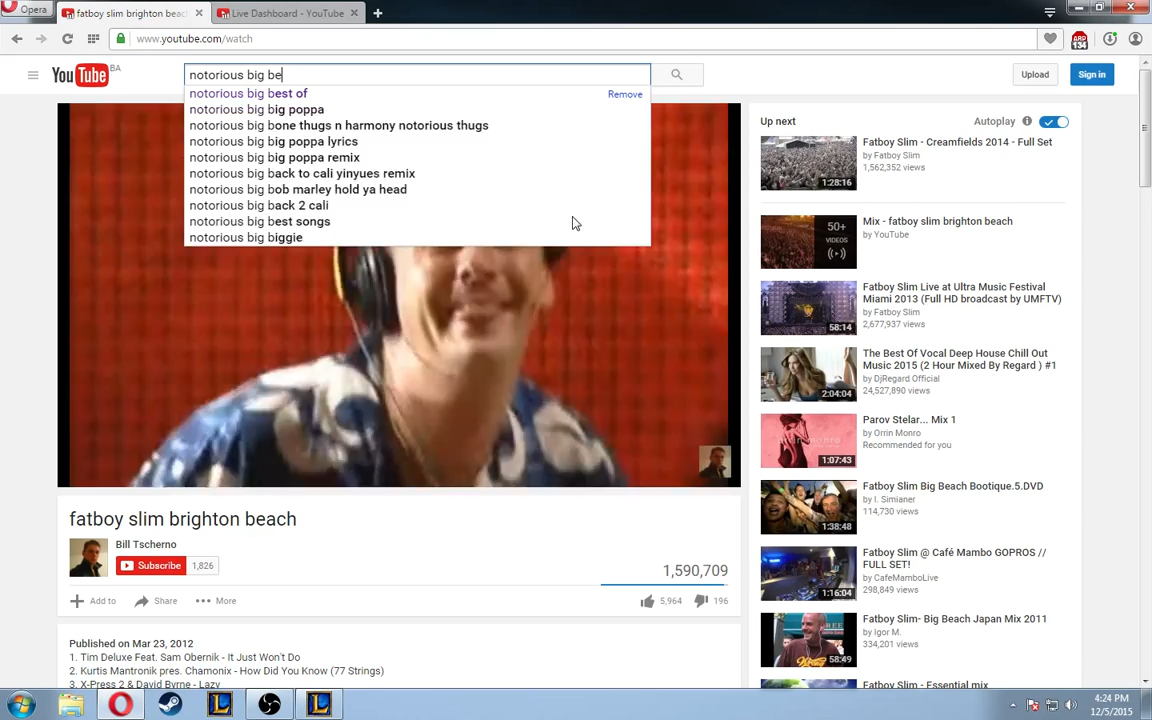 Opera
fatboy slim brighton beac
Live Dashboard - YouTube
www.youtube.com/watch
ABP
134
YouTube BA
notorious big be
Upload
Sign in
notorious big best of
Remove
notorious big big poppa
notorious big bone thugs n harmony notorious thugs
notorious big big poppa lyrics
notorious big big poppa remix
notorious big back to cali yinyues remix
notorious big bob marley hold ya head
notorious big back 2 cali
notorious big best songs
notorious big biggie
fatboy slim brighton beach
Bill Tscherno
Subscribe
1,826
1,590,709
Add to
Share
More
5,964
196
Published on Mar 23, 2012
1. Tim Deluxe Feat. Sam Obernik - It Just Won't Do
2. Kurtis Mantronik pres. Chamonix - How Did You Know (77 Strings)
3. X-Press 2 & David Byrne - Lazy
Up next
Autoplay
Fatboy Slim - Creamfields 2014 - Full Set
by Fatboy Slim
1,562,352 views
1:28:16
Mix - fatboy slim brighton beach
by YouTube
50+
VIDEOS
Fatboy Slim Live at Ultra Music Festival
Miami 2013 (Full HD broadcast by UMFTV)
by Fatboy Slim
2,677,937 views
58:14
The Best Of Vocal Deep House Chill Out
Music 2015 (2 Hour Mixed By Regard ) #1
by DjRegard Official
24,527,890 views
2:04:04
Parov Stelar... Mix 1
by Orrin Monro
Recommended for you
1:07:43
Fatboy Slim Big Beach Bootique.5.DVD
by I. Simianer
114,730 views
1:38:48
Fatboy Slim @ Café Mambo GOPROS //
FULL SET!
by CafeMamboLive
298,849 views
1:16:04
Fatboy Slim- Big Beach Japan Mix 2011
by Igor M.
334,201 views
58:49
Fatboy Slim - Essential mix
4:24 PM
12/5/2015